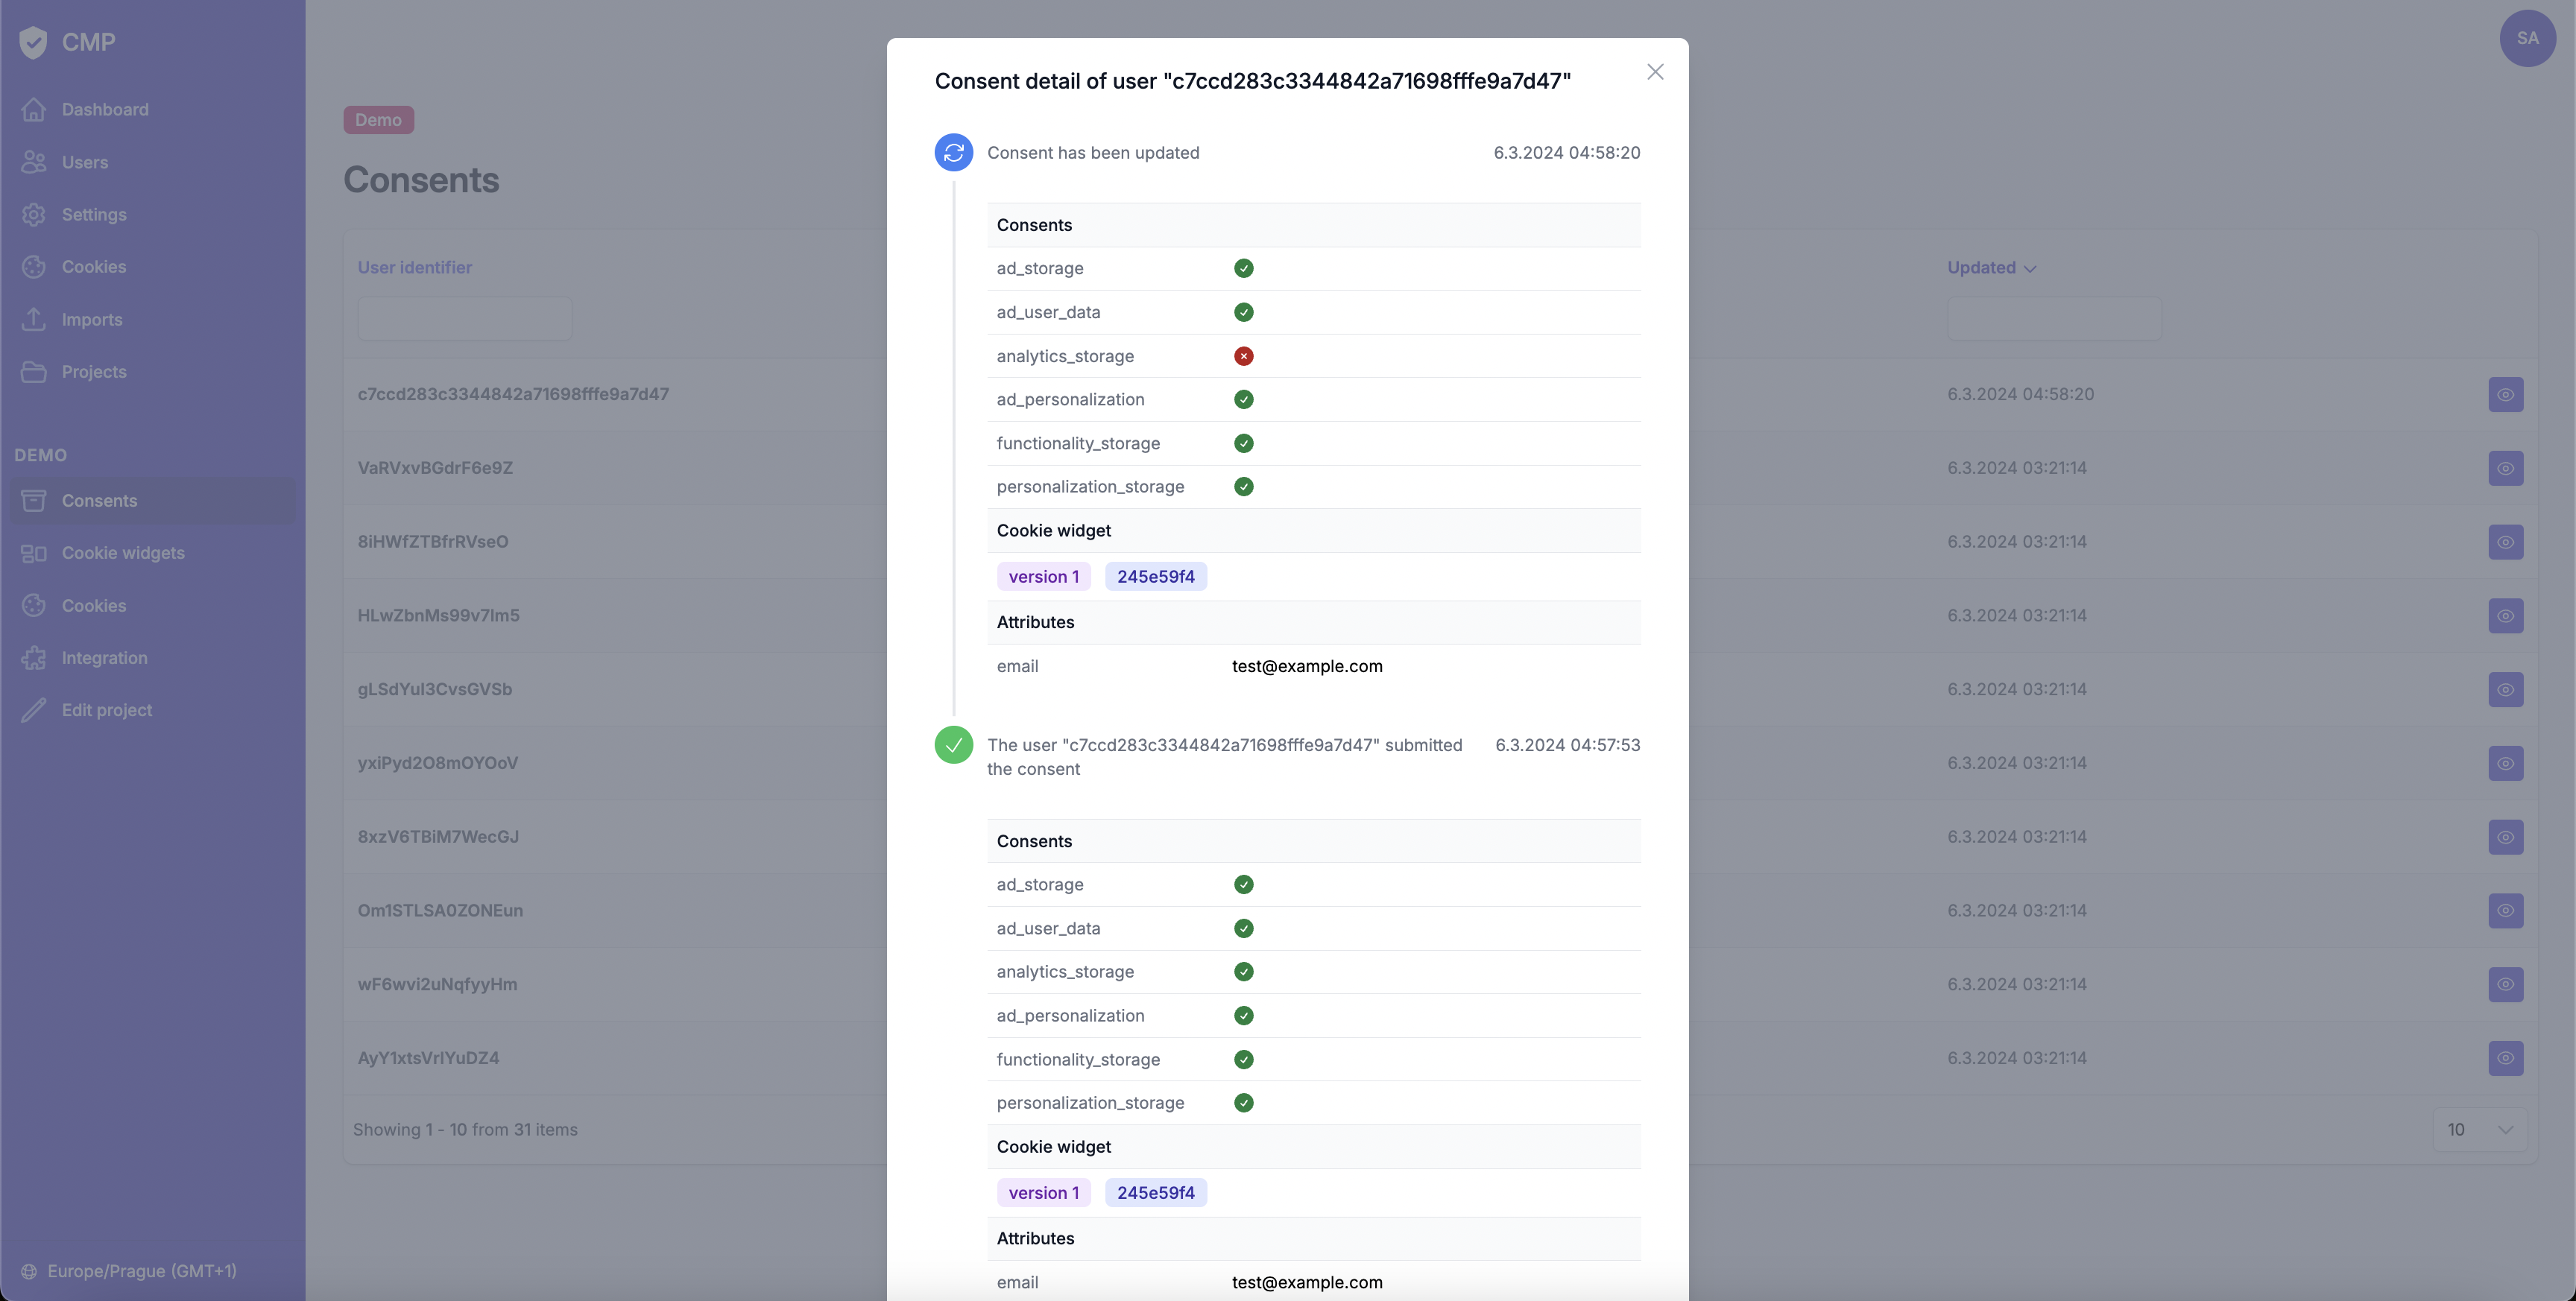 CMP
Dashboard
Users
Settings
Cookies
Imports
Projects
DEMO
Consents
Cookie widgets
Cookies
Integration
Edit project
Europe/Prague (GMT+1)
SA
Demo
Consents
User identifier
Updated
c7ccd283c3344842a71698fffe9a7d47 6.3.2024 04:58:20
VaRVxvBGdrF6e9Z 6.3.2024 03:21:14
8iHWfZTBfrRVseO 6.3.2024 03:21:14
HLwZbnMs99v7lm5 6.3.2024 03:21:14
gLSdYul3CvsGVSb 6.3.2024 03:21:14
yxiPyd2O8mOYOoV 6.3.2024 03:21:14
8xzV6TBiM7WecGJ 6.3.2024 03:21:14
Om1STLSA0ZONEun 6.3.2024 03:21:14
wF6wvi2uNqfyyHm 6.3.2024 03:21:14
AyY1xtsVrlYuDZ4 6.3.2024 03:21:14
Showing 1 - 10 from 31 items
10
Consent detail of user "c7ccd283c3344842a71698fffe9a7d47"
Consent has been updated 6.3.2024 04:58:20
Consents
ad_storage
ad_user_data
analytics_storage
ad_personalization
functionality_storage
personalization_storage
Cookie widget
version 1 245e59f4
Attributes
email test@example.com
The user "c7ccd283c3344842a71698fffe9a7d47" submitted 6.3.2024 04:57:53
the consent
Consents
ad_storage
ad_user_data
analytics_storage
ad_personalization
functionality_storage
personalization_storage
Cookie widget
version 1 245e59f4
Attributes
email test@example.com